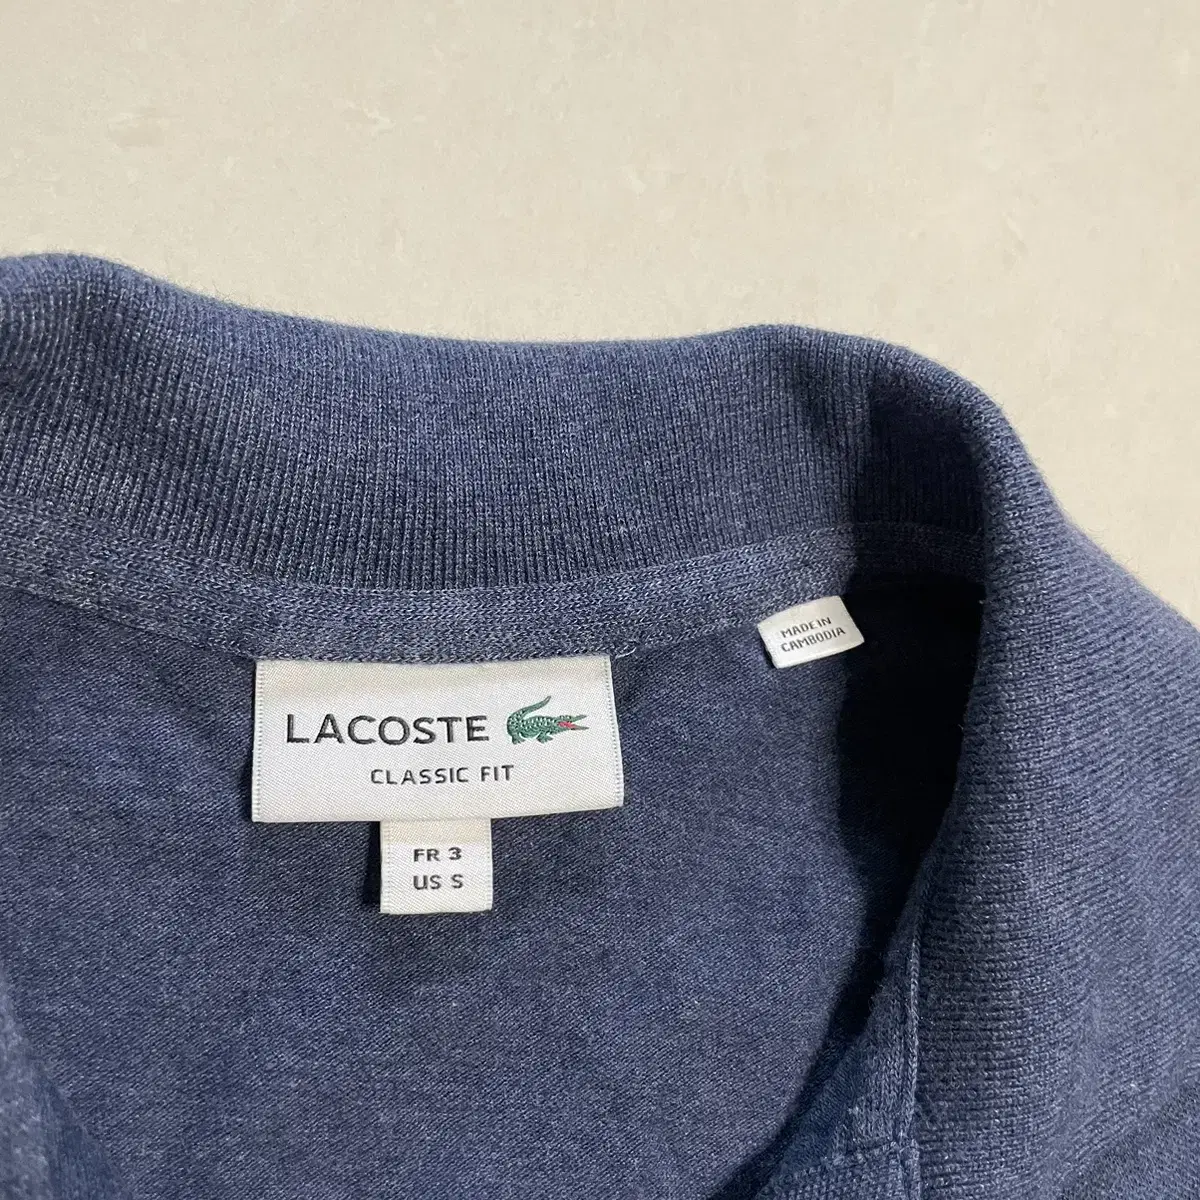 MADE IN
CAMBODIA
LACOSTE
CLASSIC FIT
FR 3
US S